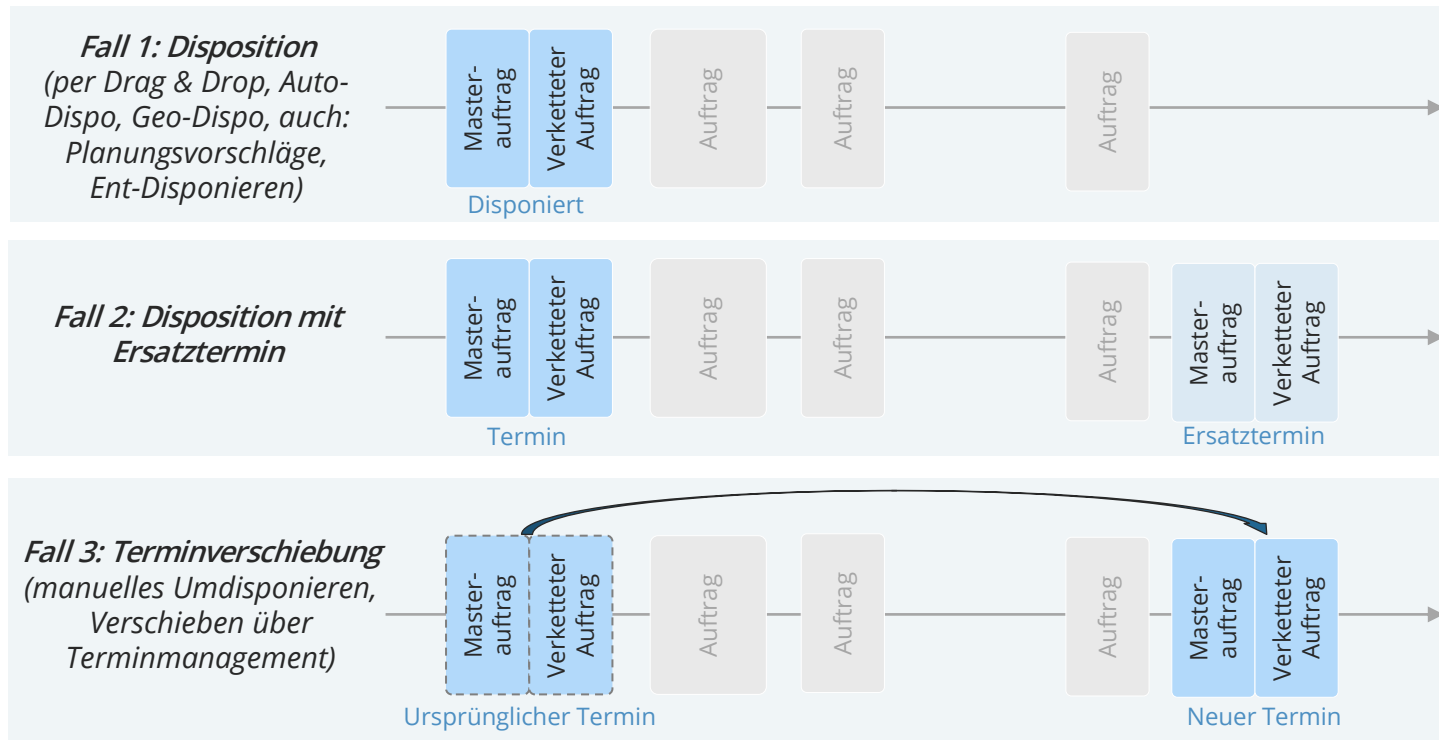 Fall 1: Disposition
(per Drag & Drop, Auto-
Dispo, Geo-Dispo, auch:
Planungsvorschläge,
Ent-Disponieren)
Master-
auftrag
Verketteter
Auftrag
Auftrag
Auftrag
Auftrag
Disponiert
Fall 2: Disposition mit
Ersatztermin
Master-
auftrag
Verketteter
Auftrag
Auftrag
Auftrag
Auftrag
Master-
auftrag
Verketteter
Auftrag
Termin
Ersatztermin
Fall 3: Terminverschiebung
(manuelles Umdisponieren,
Verschieben über
Terminmanagement)
Master-
auftrag
Verketteter
Auftrag
Auftrag
Auftrag
Auftrag
Master-
auftrag
Verketteter
Auftrag
Ursprünglicher Termin
Neuer Termin